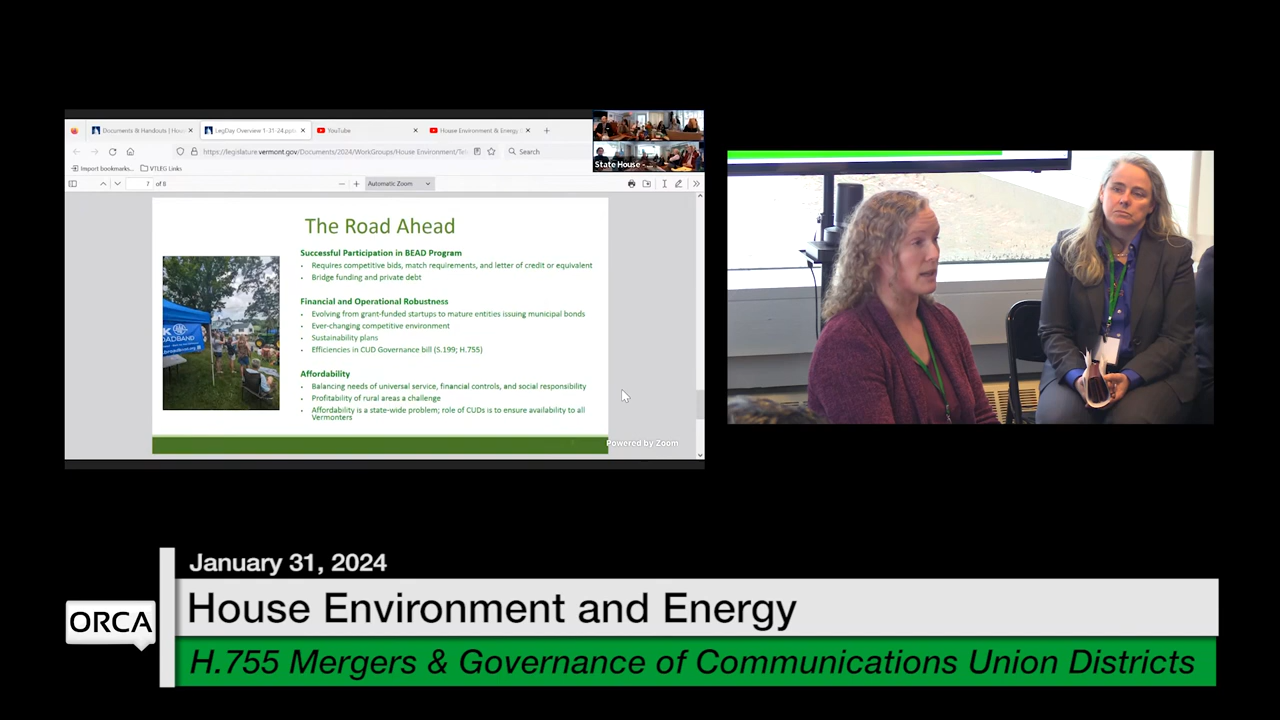 Documents & Handouts | Hou
LegDay Overview 1-31-24.pptx
YouTube
House Environment & Energy
https://legislature.vermont.gov/Documents/2024/WorkGroups/House Environment/Te
Search
Import bookmarks...
VTLEG Links
7 of 8
Automatic Zoom
State House - ...
The Road Ahead
Successful Participation in BEAD Program
• Requires competitive bids, match requirements, and letter of credit or equivalent
• Bridge funding and private debt
Financial and Operational Robustness
• Evolving from grant-funded startups to mature entities issuing municipal bonds
• Ever-changing competitive environment
• Sustainability plans
• Efficiencies in CUD Governance bill (S.199; H.755)
Affordability
• Balancing needs of universal service, financial controls, and social responsibility
• Profitability of rural areas a challenge
• Affordability is a state-wide problem; role of CUDs is to ensure availability to all
Vermonters
Powered by Zoom
January 31, 2024
House Environment and Energy
ORCA
H.755 Mergers & Governance of Communications Union Districts